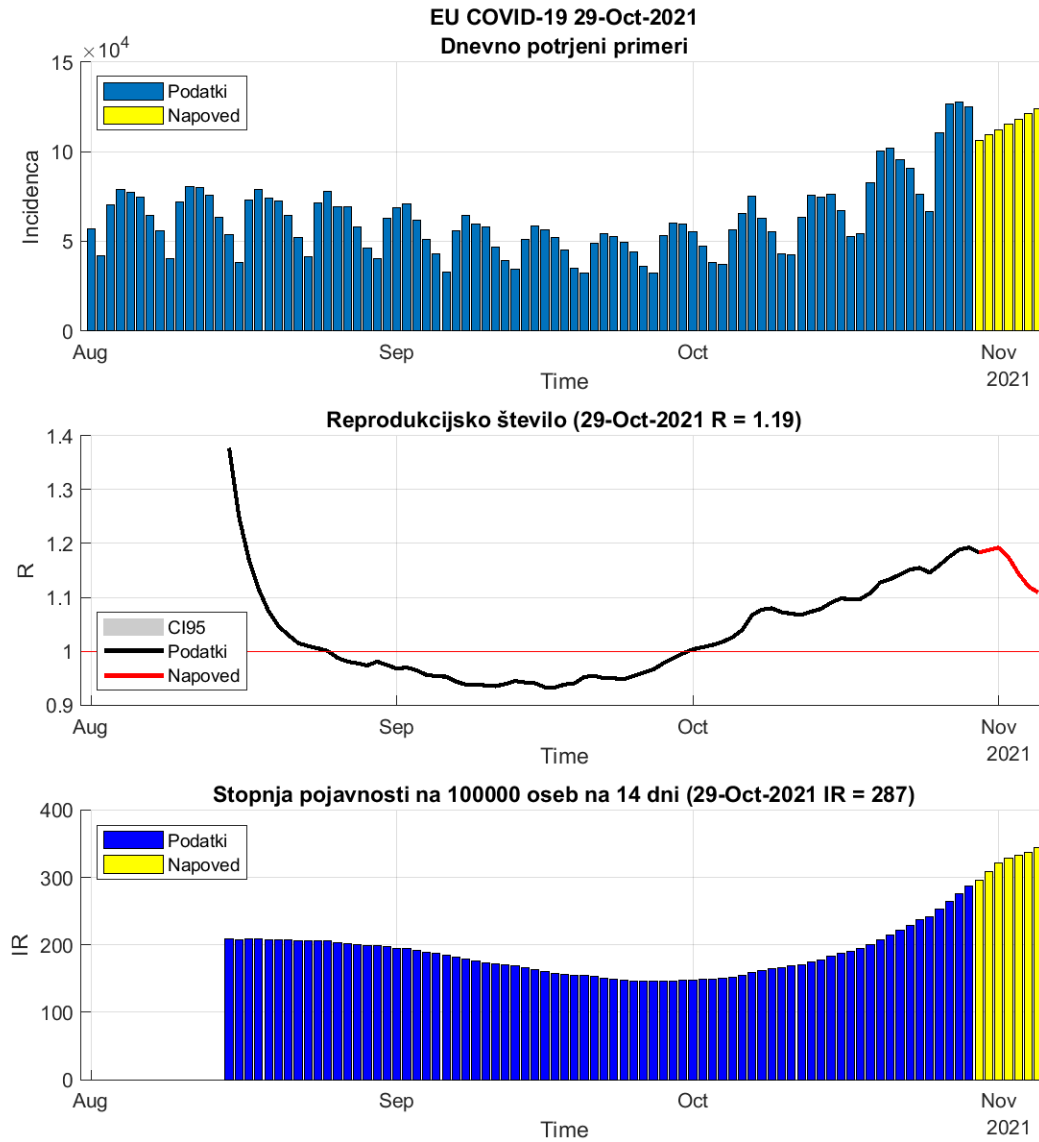 EU COVID-19 29-Oct-2021
Dnevno potrjeni primeri
×10⁴
15
10
5
0
Incidenca
Podatki
Napoved
Aug Sep Oct Nov
2021
Time
Reprodukcijsko število (29-Oct-2021 R = 1.19)
1.4
1.3
1.2
1.1
1
0.9
R
CI95
Podatki
Napoved
Aug Sep Oct Nov
2021
Time
Stopnja pojavnosti na 100000 oseb na 14 dni (29-Oct-2021 IR = 287)
400
300
200
100
0
IR
Podatki
Napoved
Aug Sep Oct Nov
2021
Time